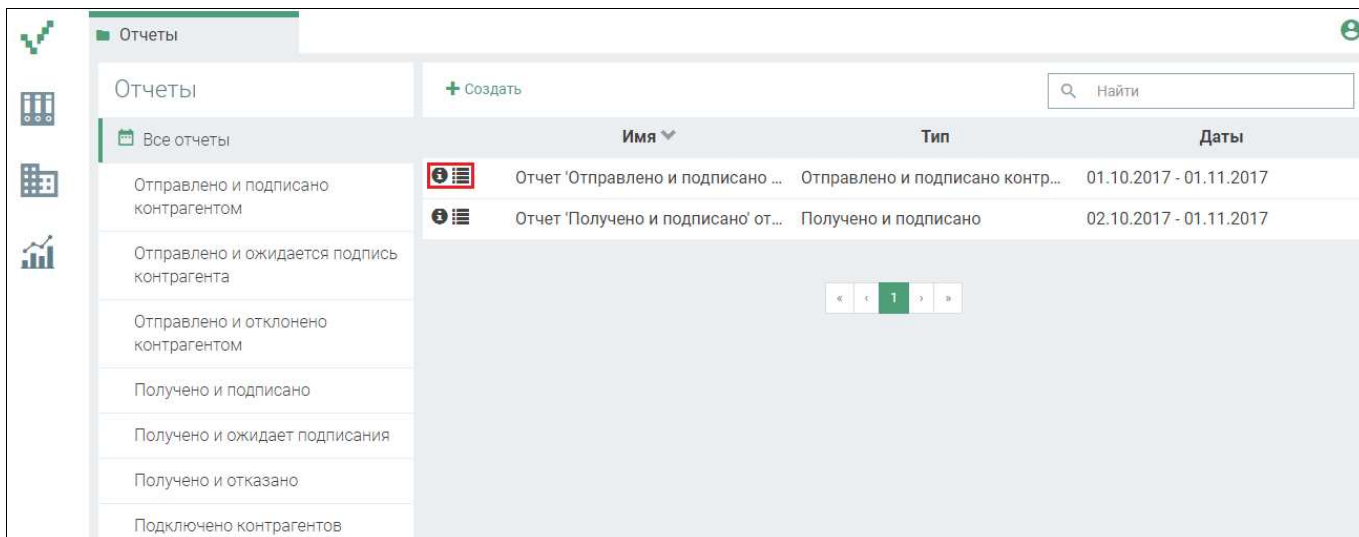 Отчеты
Отчеты
+ Создать
Найти
Все отчеты
Имя Тип Даты
Отчет 'Отправлено и подписано ... Отправлено и подписано контр... 01.10.2017 - 01.11.2017
Отчет 'Получено и подписано' от... Получено и подписано 02.10.2017 - 01.11.2017
Отправлено и подписано
контрагентом
Отправлено и ожидается подпись
контрагента
Отправлено и отклонено
контрагентом
Получено и подписано
Получено и ожидает подписания
Получено и отказано
Подключено контрагентов
« ‹ 1 › »